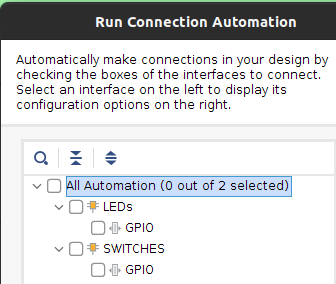 Run Connection Automation
Automatically make connections in your design by
checking the boxes of the interfaces to connect.
Select an interface on the left to display its
configuration options on the right.
All Automation (0 out of 2 selected)
LEDs
GPIO
SWITCHES
GPIO